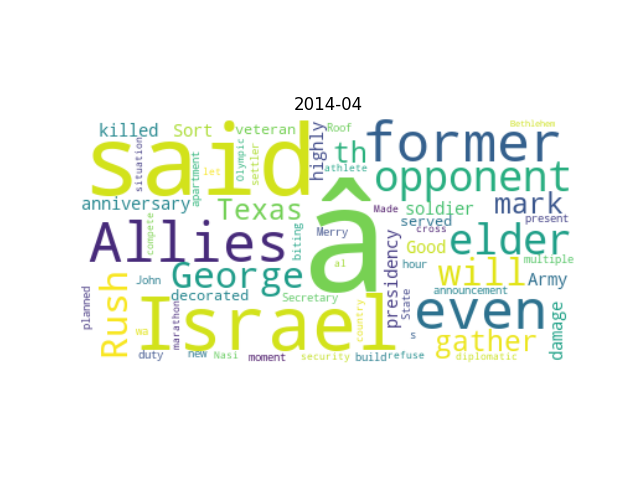 2014-04
said
â
Israel
Allies
former
even
elder
opponent
will
George
Rush
th
mark
Texas
gather
killed
Sort
veteran
highly
Roof
athlete
Bethlehem
situation
apartment
let
Olympic
settler
anniversary
compete
biting
Merry
Made
soldier
served
cross
present
Good
hour
multiple
Army
announcement
presidency
State
al
John
decorated
Secretary
country
planned
wa
marathon
duty
new
Nasi
moment
security
build
refuse
s
diplomatic
damage